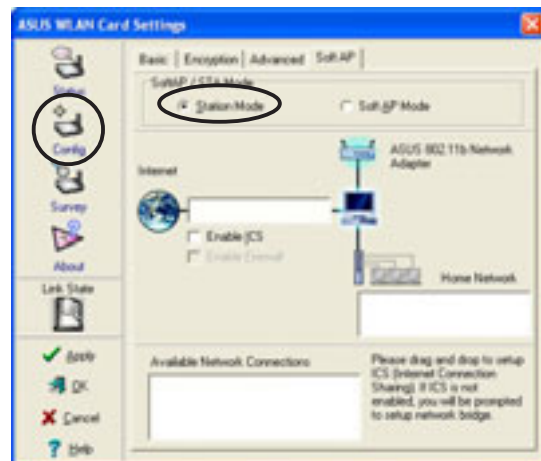 ASUS WLAN Card Settings
Status
Config
Survey
About
Link State
Apply
OK
Cancel
Help
Basic
Encryption
Advanced
Soft AP
SoftAP / STA Mode
Station Mode
Soft AP Mode
ASUS 802.11b Network
Adapter
Internet
Enable ICS
Enable Firewall
Home Network
Available Network Connections
Please drag and drop to setup
ICS (Internet Connection
Sharing). If ICS is not
enabled, you will be prompted
to setup network bridge.